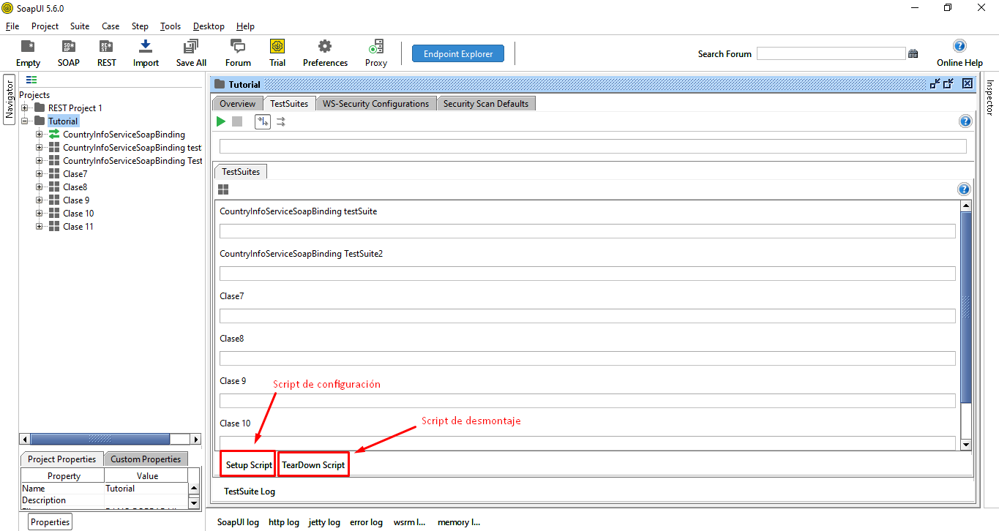 SoapUI 5.6.0
File Project Suite Case Step Tools Desktop Help
Empty SOAP REST Import Save All Forum Trial Preferences Proxy Endpoint Explorer Search Forum Online Help
Navigator
Projects
REST Project 1
Tutorial
CountryInfoServiceSoapBinding
CountryInfoServiceSoapBinding test
CountryInfoServiceSoapBinding Test
Clase7
Clase8
Clase 9
Clase 10
Clase 11
Project Properties Custom Properties
Property Value
Name Tutorial
Description
Properties
Tutorial
Overview TestSuites WS-Security Configurations Security Scan Defaults
TestSuites
CountryInfoServiceSoapBinding testSuite
CountryInfoServiceSoapBinding TestSuite2
Clase7
Clase8
Clase 9
Script de configuración
Clase 10
Script de desmontaje
Setup Script TearDown Script
TestSuite Log
SoapUI log http log jetty log error log wsrm l... memory l...
Inspector